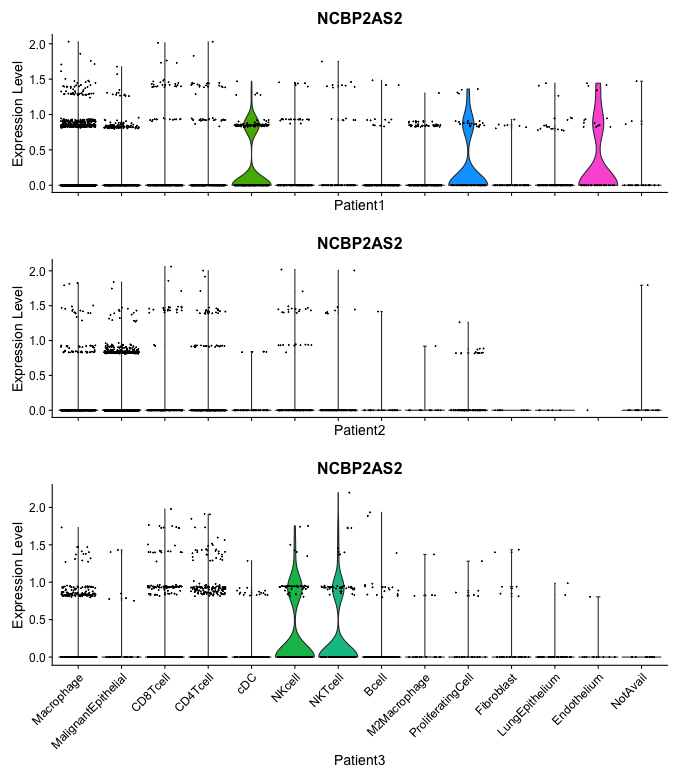 NCBP2AS2
Expression Level
2.0
1.5
1.0
0.5
0.0
Patient1
NCBP2AS2
Expression Level
2.0
1.5
1.0
0.5
0.0
Patient2
NCBP2AS2
Expression Level
2.0
1.5
1.0
0.5
0.0
Macrophage
MalignantEpithelial
CD8Tcell
CD4Tcell
cDC
NKcell
NKTcell
Bcell
M2Macrophage
ProliferatingCell
Fibroblast
LungEpithelium
Endothelium
NotAvail
Patient3